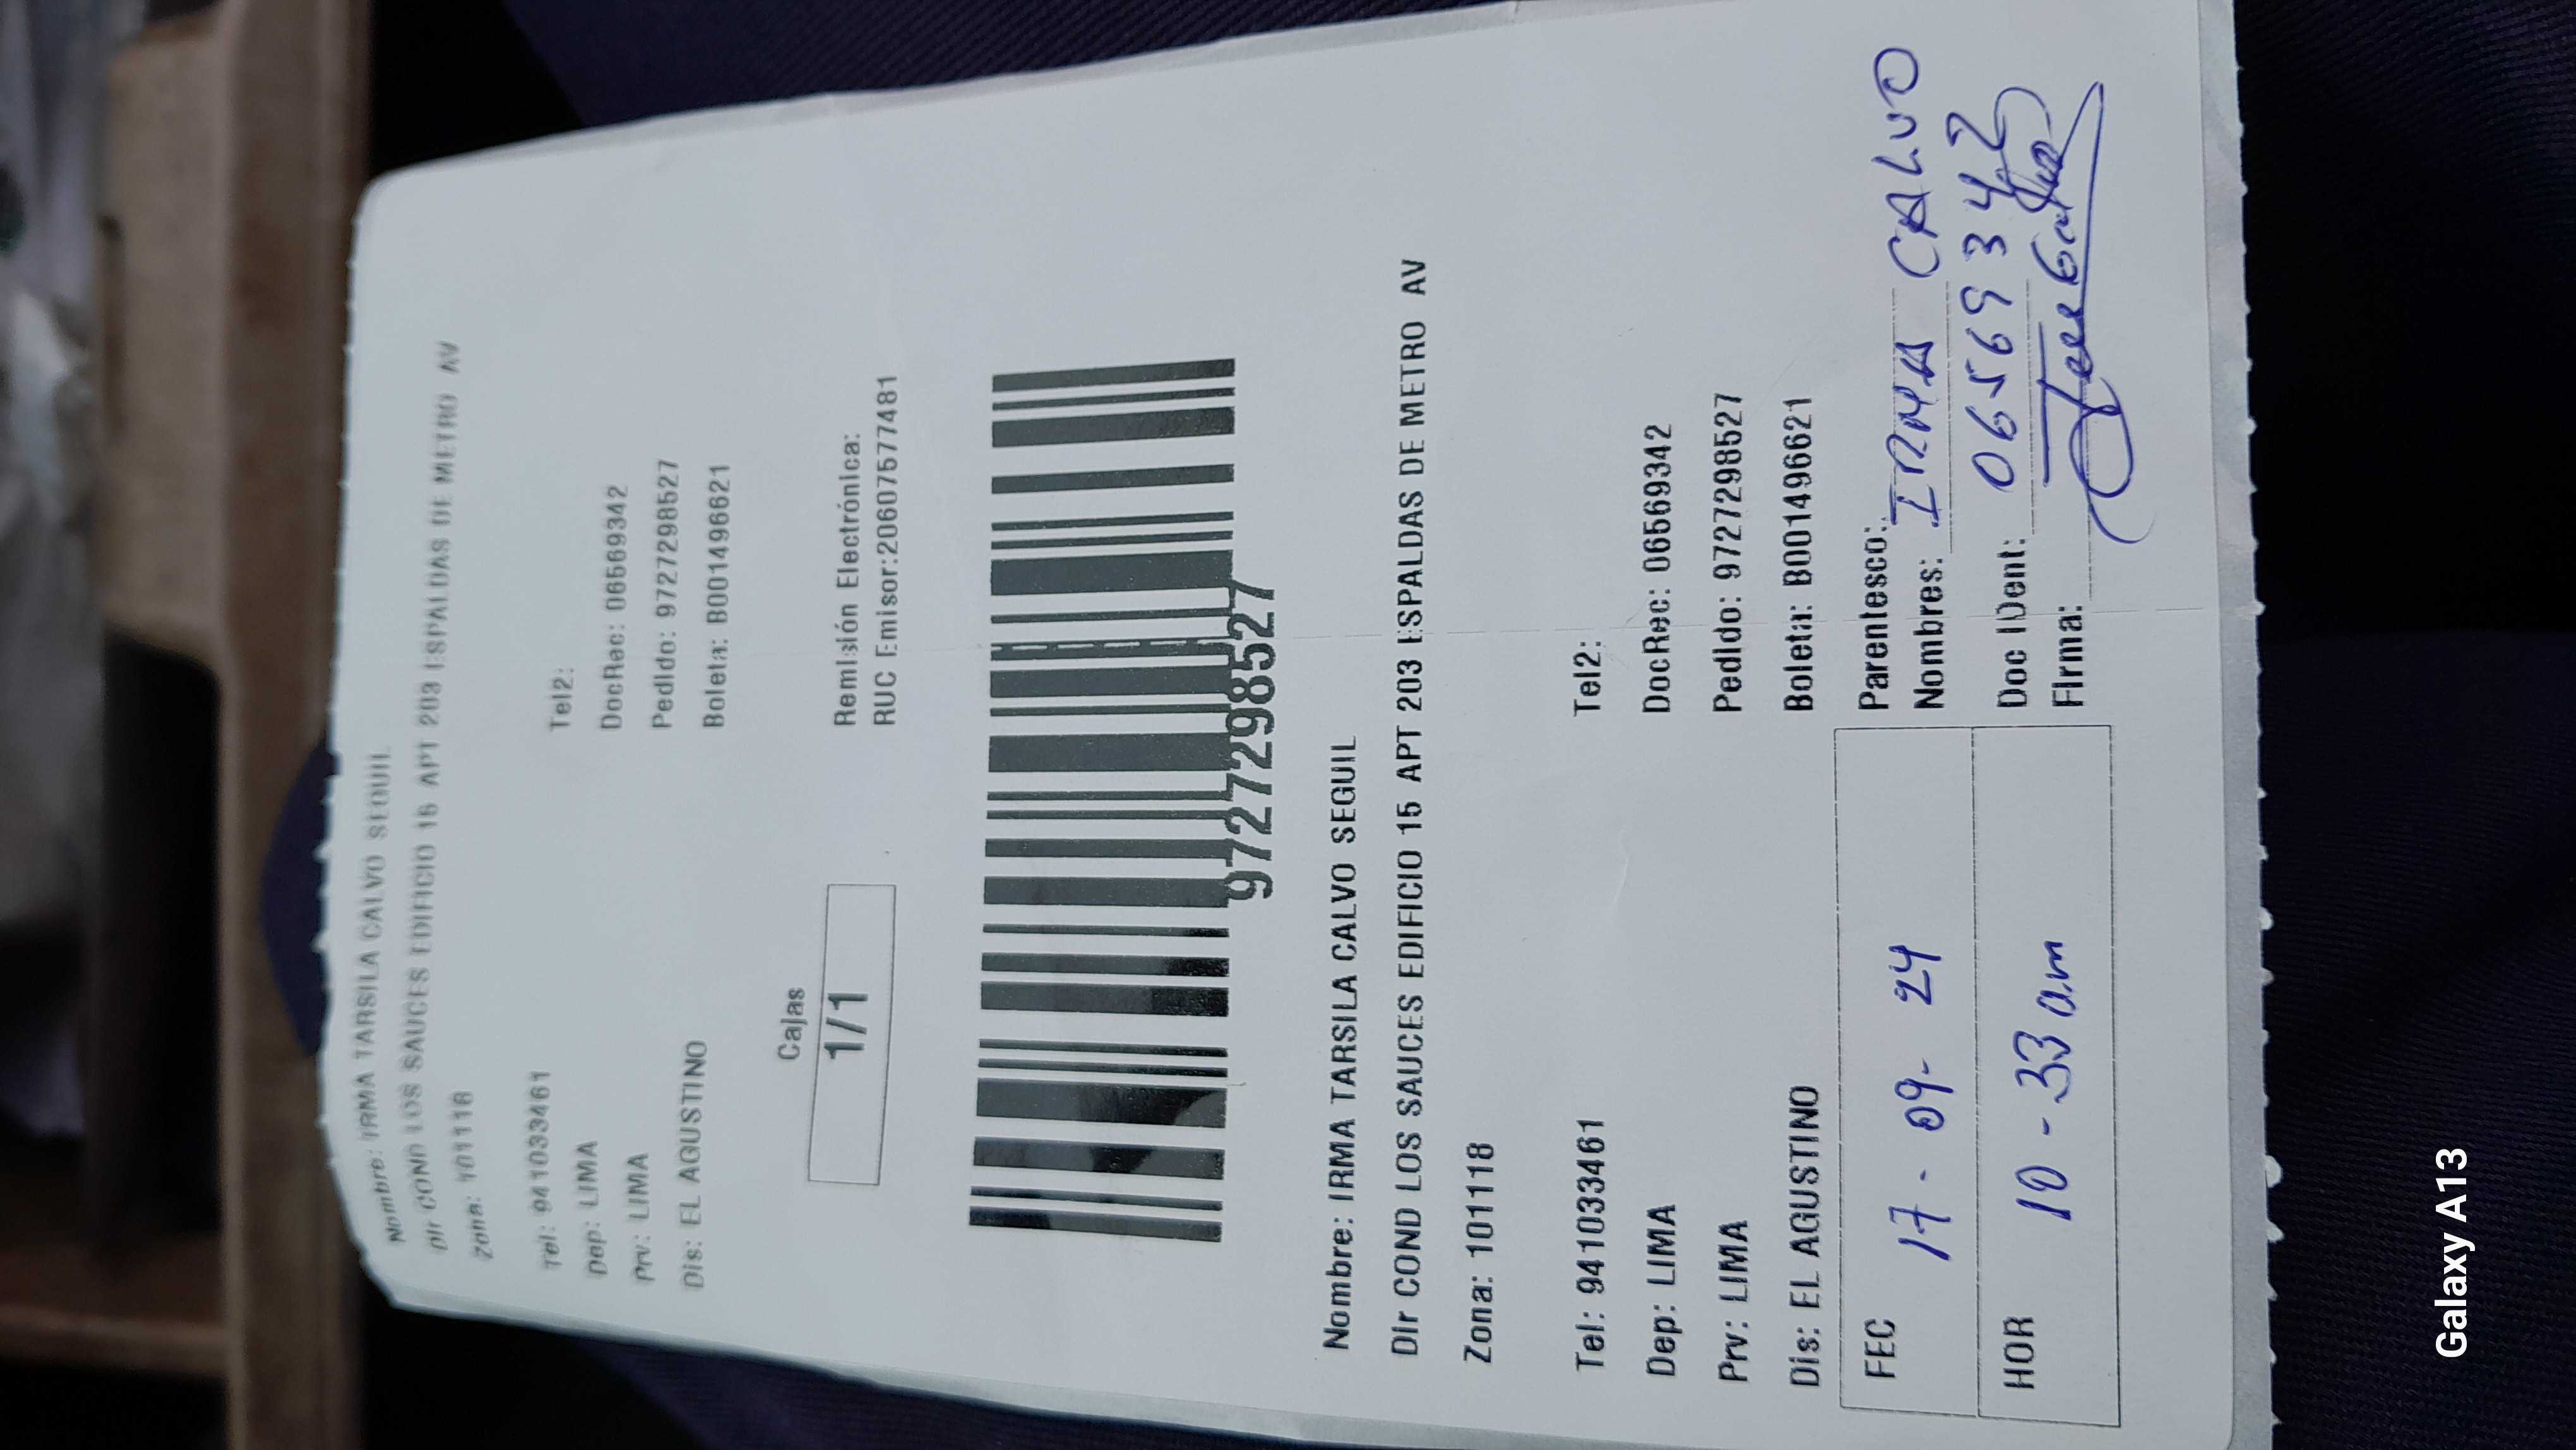 Nombre: IRMA TARSILA CALVO SEGUIL
Dir COND LOS SAUCES EDIFICIO 15 APT 203 ESPALDAS DE METRO AV
Zona: 101118
Tel: 941033461 Tel2:
Dep: LIMA DocRec: 06569342
Prv: LIMA Pedido: 9727298527
Dis: EL AGUSTINO Boleta: B001496621
Cajas
1/1
Remisión Electrónica:
RUC Emisor:20607577481
9727298527
Nombre: IRMA TARSILA CALVO SEGUIL
Dir COND LOS SAUCES EDIFICIO 15 APT 203 ESPALDAS DE METRO AV
Zona: 101118
Tel: 941033461 Tel2:
Dep: LIMA DocRec: 06569342
Prv: LIMA Pedido: 9727298527
Dis: EL AGUSTINO Boleta: B001496621
FEC 17-09-24
HOR 10-33 am
Parentesco:
Nombres: IRMA CALVO
Doc IDent: 06569342
Firma:
Galaxy A13